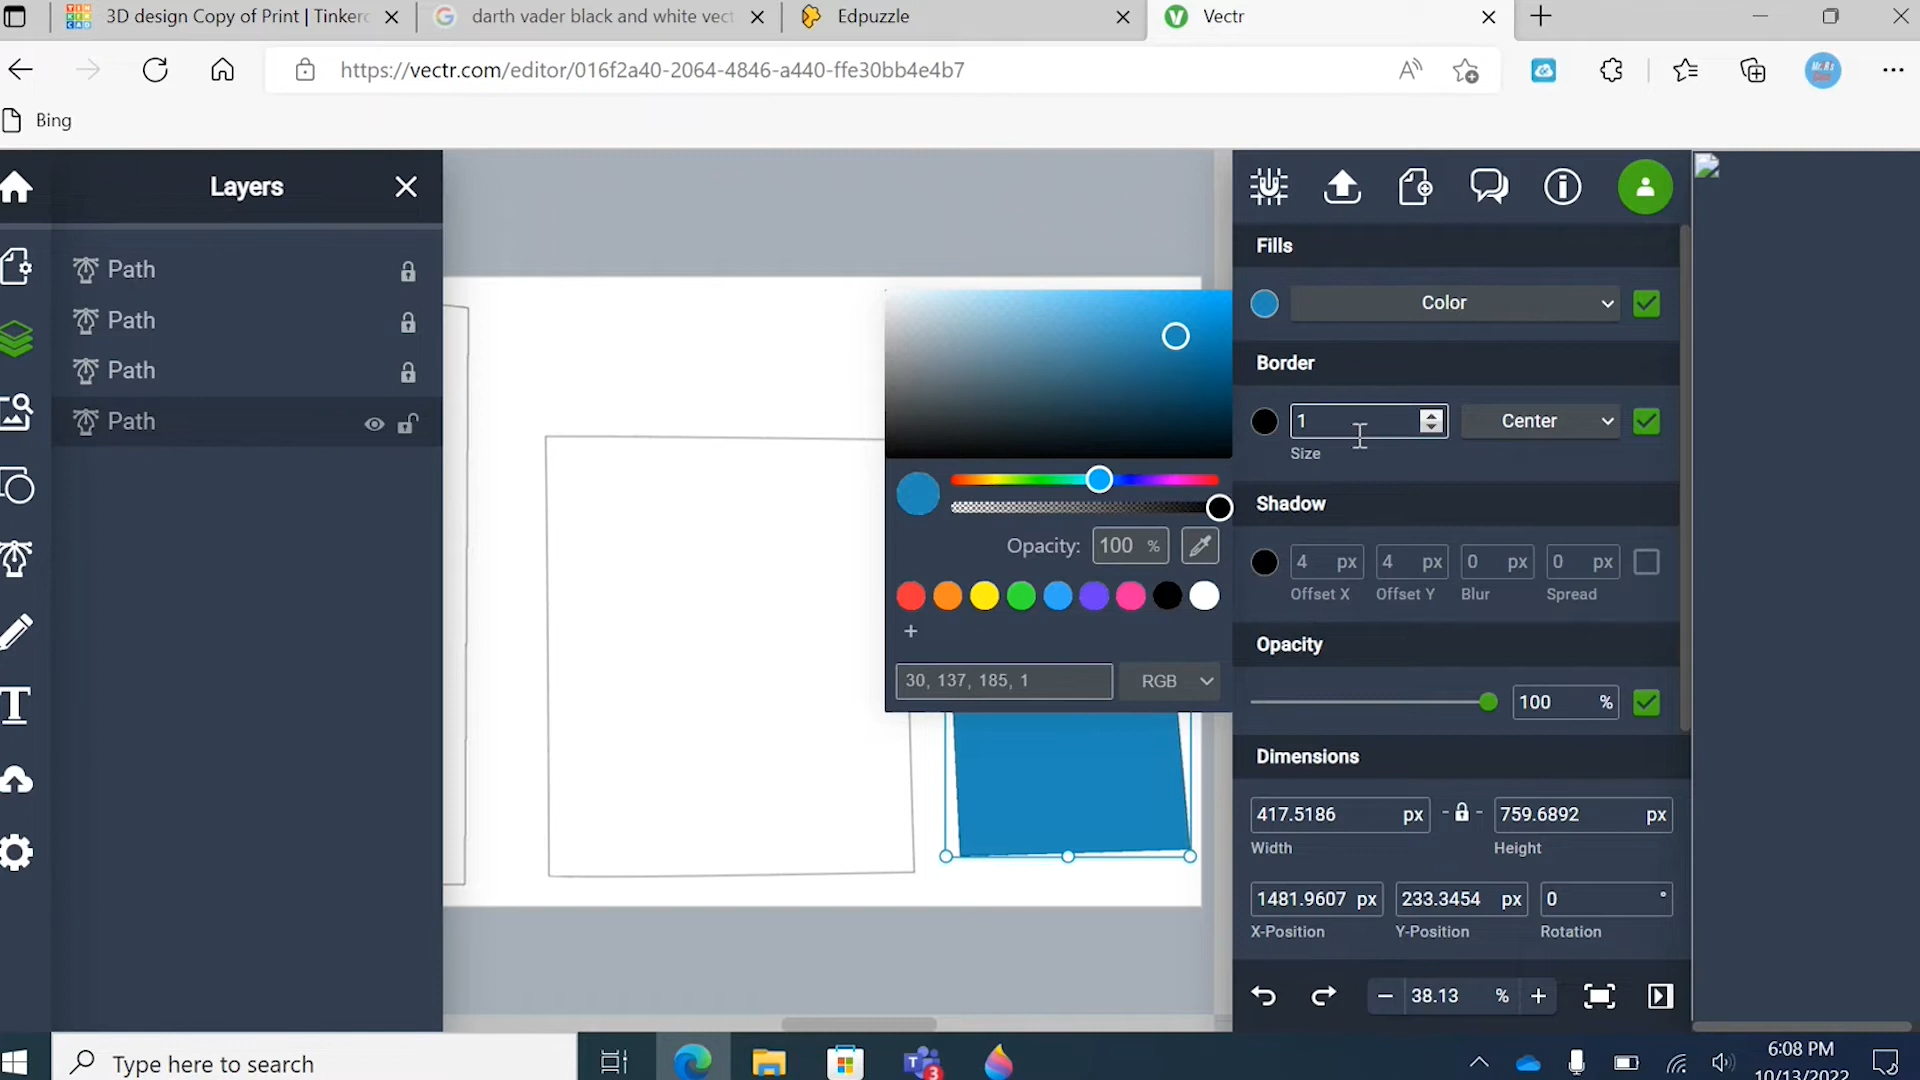 3D design Copy of Print | Tinkerc
darth vader black and white vect
Edpuzzle
Vectr
https://vectr.com/editor/016f2a40-2064-4846-a440-ffe30bb4e4b7
Bing
Layers
Path
Path
Path
Path
Opacity: 100 %
30, 137, 185, 1
RGB
Fills
Color
Border
1
Center
Size
Shadow
4 px 4 px 0 px 0 px
Offset X Offset Y Blur Spread
Opacity
100 %
Dimensions
417.5186 px 759.6892 px
Width Height
1481.9607 px 233.3454 px 0 °
X-Position Y-Position Rotation
38.13 %
Type here to search
T 3
6:08 PM
10/13/2022